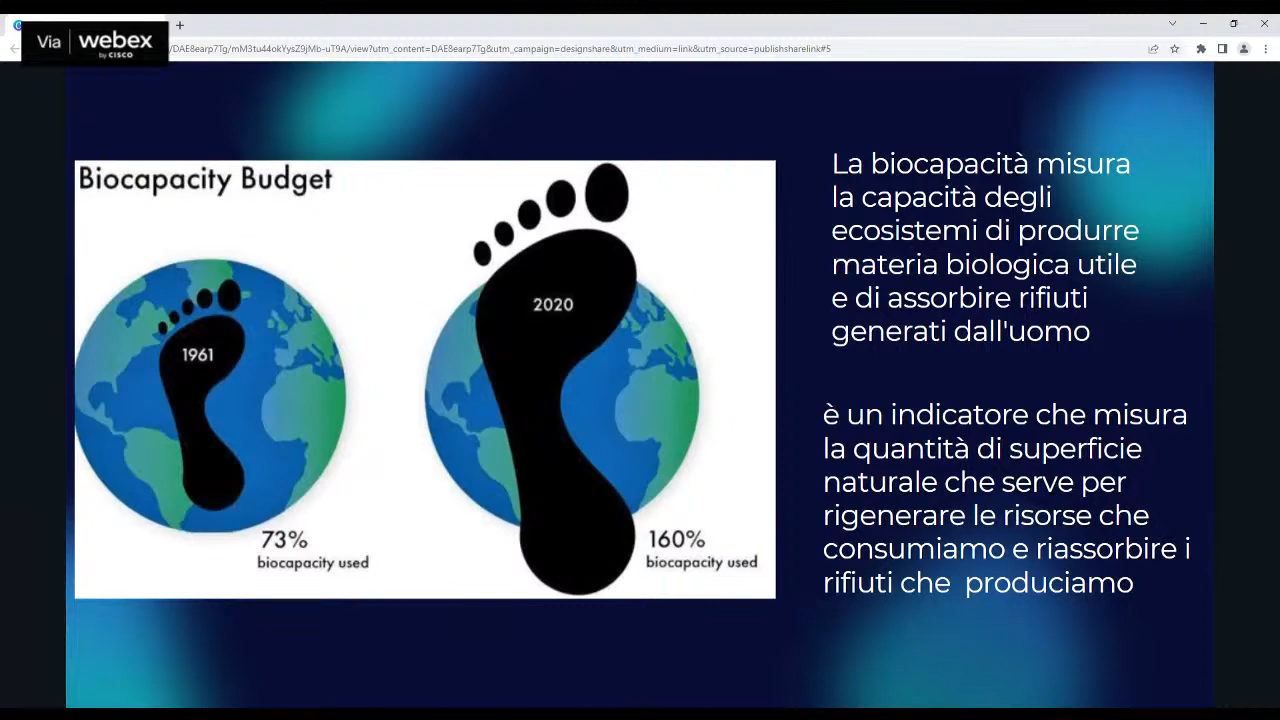 Via webex
by CISCO
/DAE8earp7Tg/mM3tu44okYysZ9jMb-uT9A/view?utm_content=DAE8earp7Tg&utm_campaign=designshare&utm_medium=link&utm_source=publishsharelink#5
Biocapacity Budget
1961
73%
biocapacity used
2020
160%
biocapacity used
La biocapacità misura
la capacità degli
ecosistemi di produrre
materia biologica utile
e di assorbire rifiuti
generati dall'uomo
è un indicatore che misura
la quantità di superficie
naturale che serve per
rigenerare le risorse che
consumiamo e riassorbire i
rifiuti che produciamo